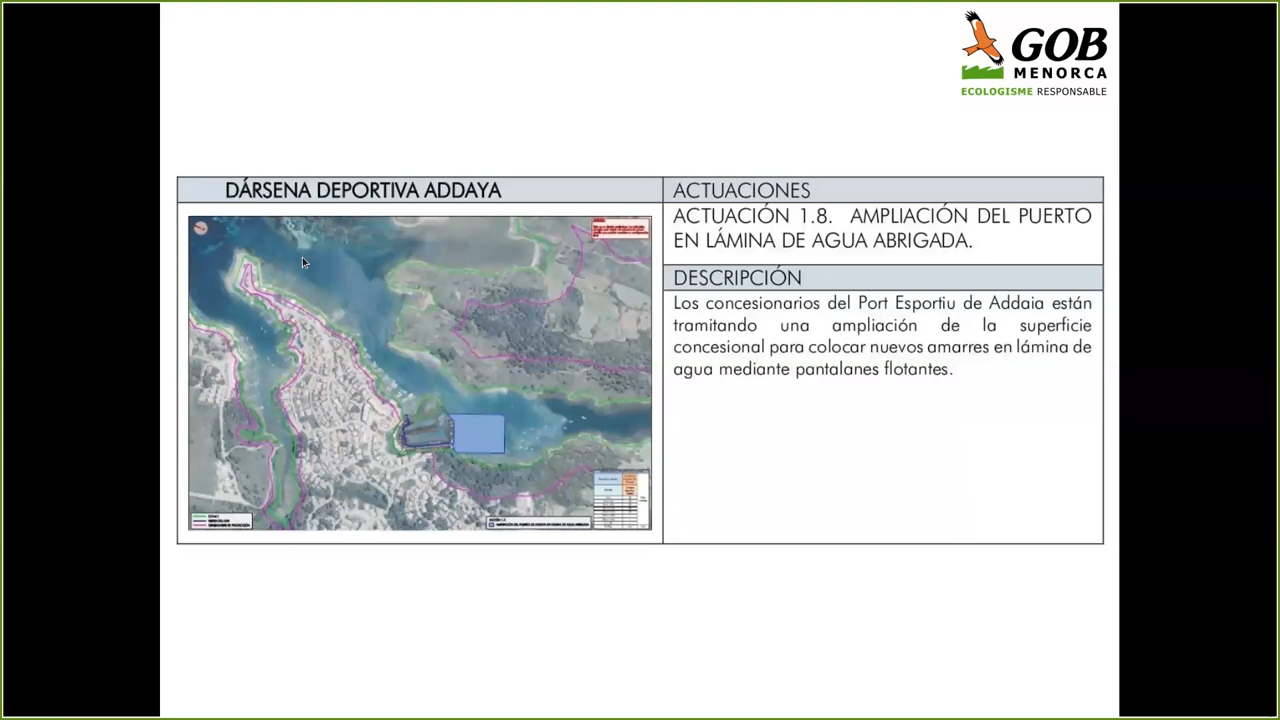 GOB
MENORCA
ECOLOGISME RESPONSABLE
DÁRSENA DEPORTIVA ADDAYA
ACTUACIONES
ACTUACIÓN 1.8. AMPLIACIÓN DEL PUERTO
EN LÁMINA DE AGUA ABRIGADA.
DESCRIPCIÓN
Los concesionarios del Port Esportiu de Addaia están
tramitando una ampliación de la superficie
concesional para colocar nuevos amarres en lámina de
agua mediante pantalanes flotantes.